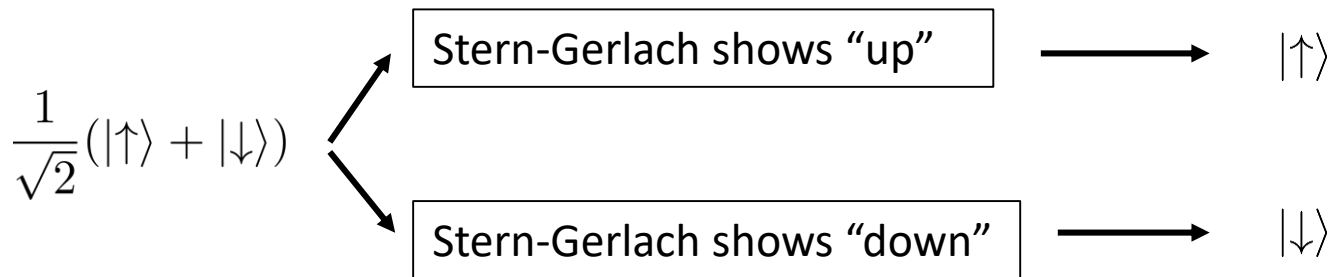 Stern-Gerlach shows “up”
|↑⟩
1/√2 (|↑⟩ + |↓⟩)
Stern-Gerlach shows “down”
|↓⟩